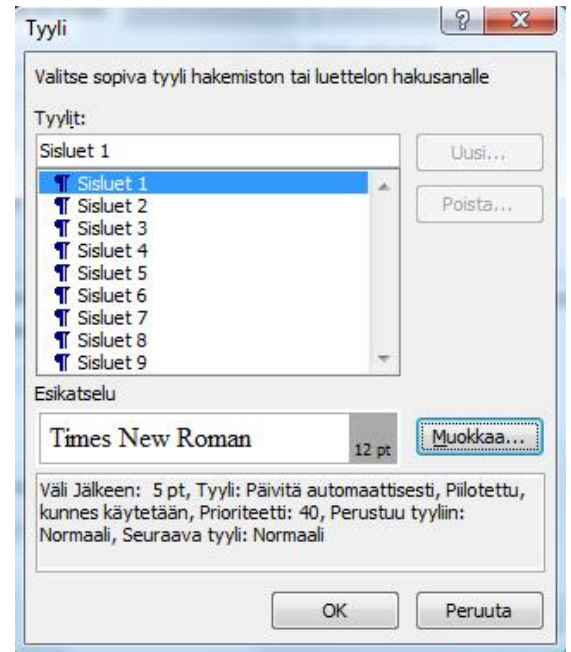 Tyyli
Valitse sopiva tyyli hakemiston tai luettelon hakusanalle
Tyylit:
Sisluet 1
Uusi...
¶ Sisluet 1
¶ Sisluet 2
Poista...
¶ Sisluet 3
¶ Sisluet 4
¶ Sisluet 5
¶ Sisluet 6
¶ Sisluet 7
¶ Sisluet 8
¶ Sisluet 9
Esikatselu
Times New Roman
12 pt
Muokkaa...
Väli Jälkeen:  5 pt, Tyyli: Päivitä automaattisesti, Piilotettu,
kunnes käytetään, Prioriteetti: 40, Perustuu tyyliin:
Normaali, Seuraava tyyli: Normaali
OK
Peruuta